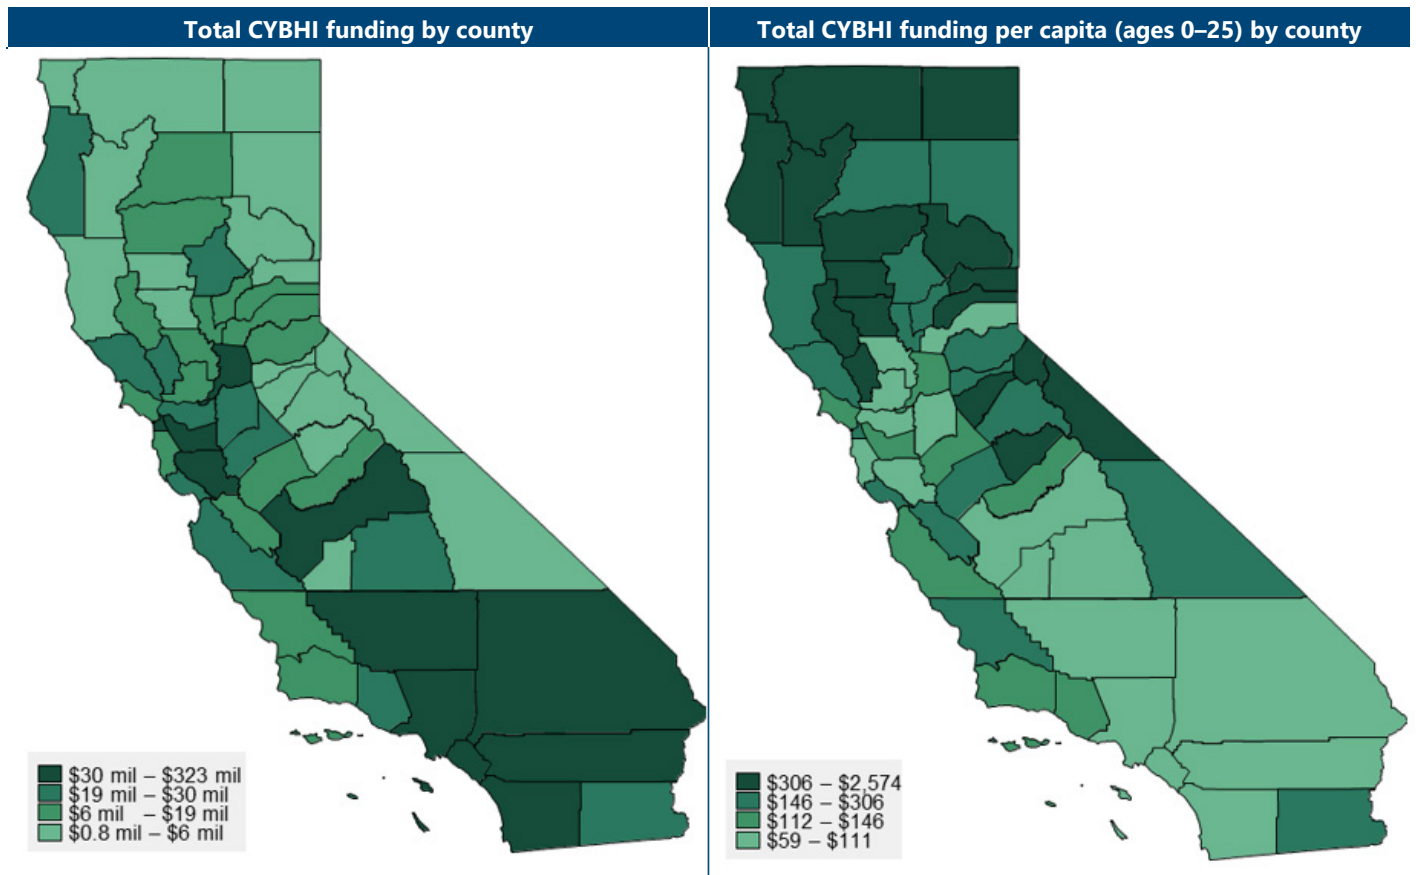 Total CYBHI funding by county
Total CYBHI funding per capita (ages 0–25) by county
$30 mil – $323 mil
$19 mil – $30 mil
$6 mil – $19 mil
$0.8 mil – $6 mil
$306 – $2,574
$146 – $306
$112 – $146
$59 – $111